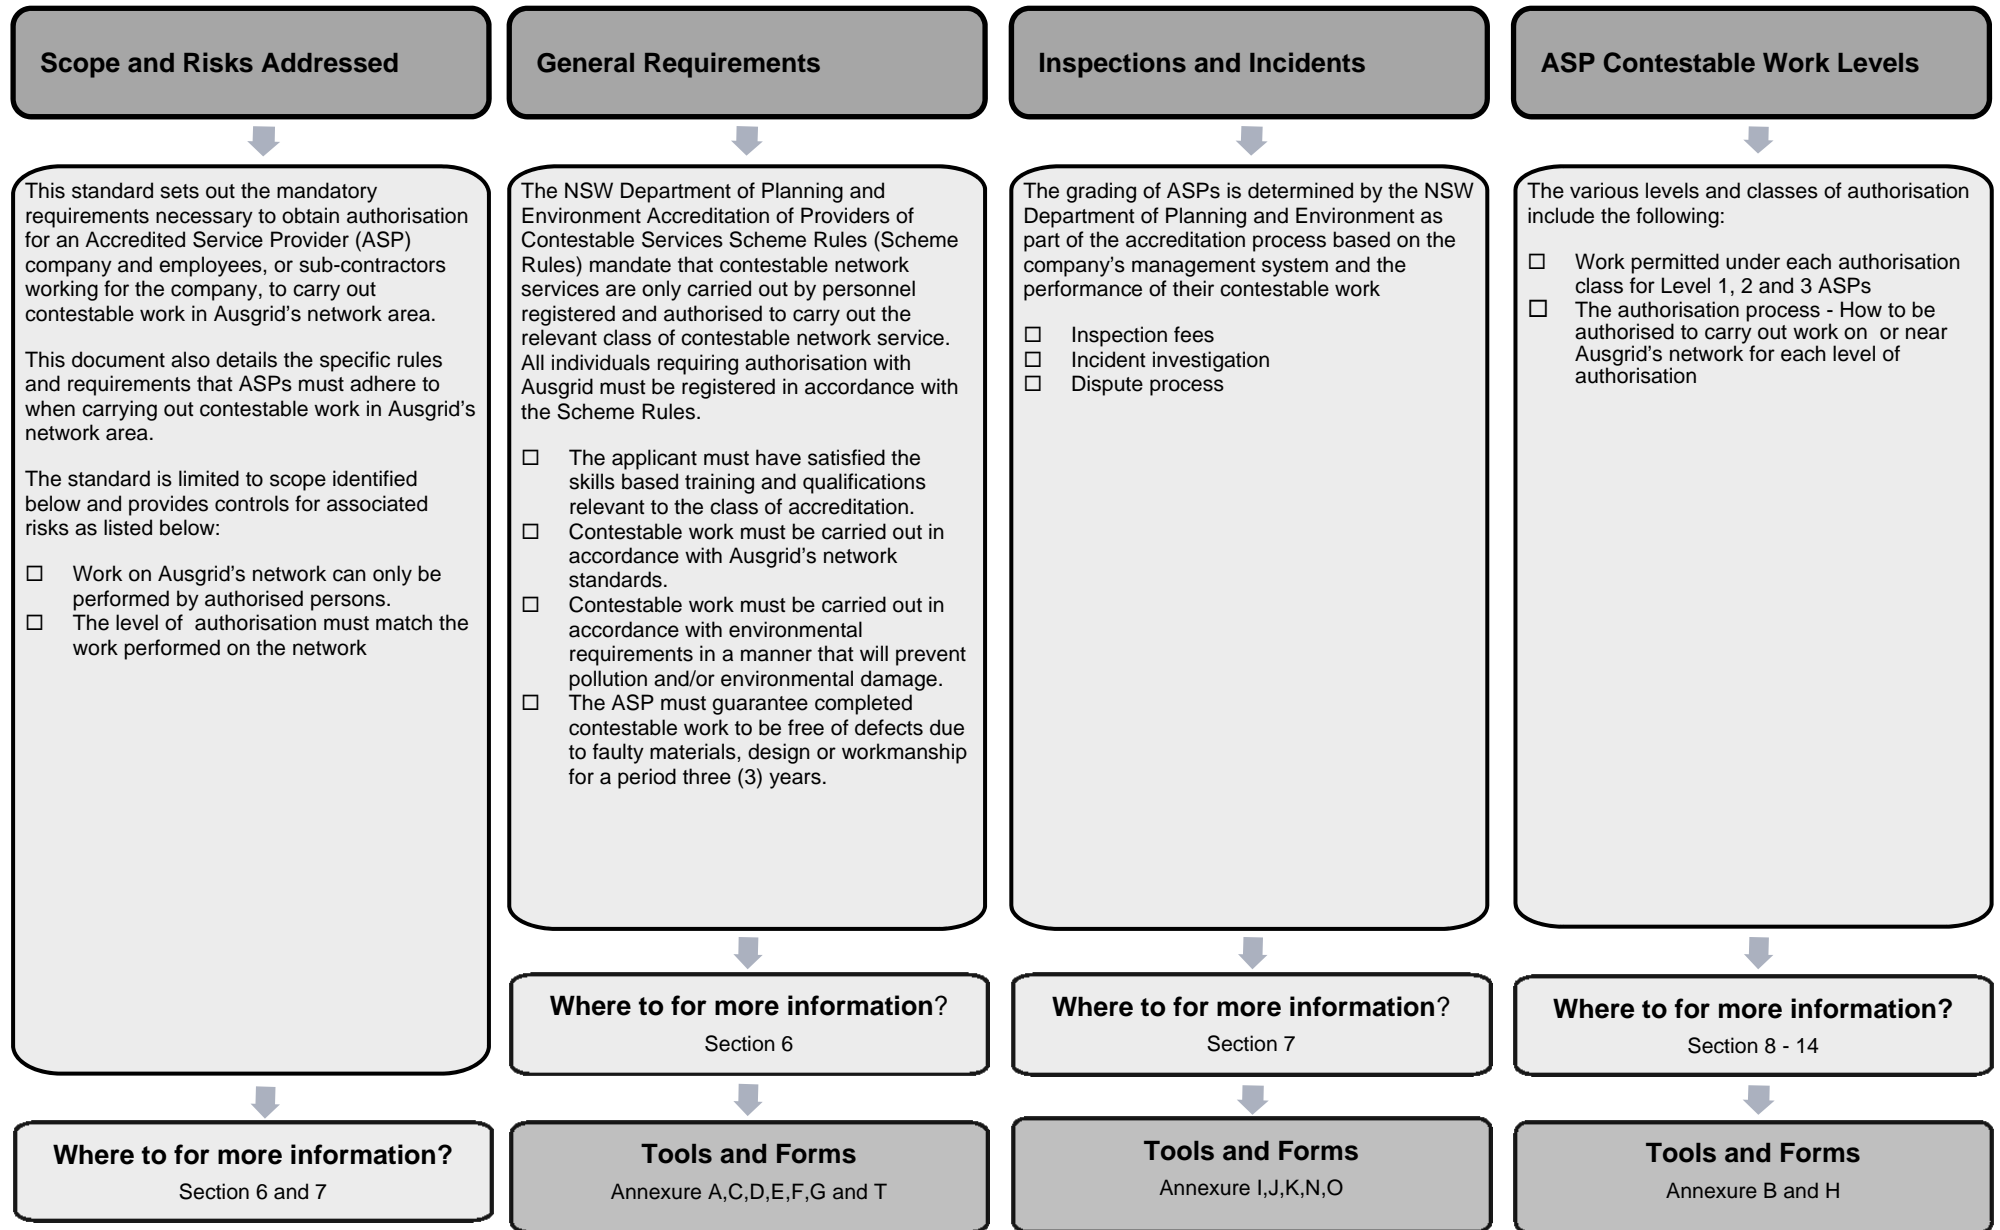 Scope and Risks Addressed
This standard sets out the mandatory
requirements necessary to obtain authorisation
for an Accredited Service Provider (ASP)
company and employees, or sub-contractors
working for the company, to carry out
contestable work in Ausgrid’s network area.
This document also details the specific rules
and requirements that ASPs must adhere to
when carrying out contestable work in Ausgrid’s
network area.
The standard is limited to scope identified
below and provides controls for associated
risks as listed below:
☐ Work on Ausgrid’s network can only be
performed by authorised persons.
☐ The level of authorisation must match the
work performed on the network
Where to for more information?
Section 6 and 7
General Requirements
The NSW Department of Planning and
Environment Accreditation of Providers of
Contestable Services Scheme Rules (Scheme
Rules) mandate that contestable network
services are only carried out by personnel
registered and authorised to carry out the
relevant class of contestable network service.
All individuals requiring authorisation with
Ausgrid must be registered in accordance with
the Scheme Rules.
☐ The applicant must have satisfied the
skills based training and qualifications
relevant to the class of accreditation.
☐ Contestable work must be carried out in
accordance with Ausgrid’s network
standards.
☐ Contestable work must be carried out in
accordance with environmental
requirements in a manner that will prevent
pollution and/or environmental damage.
☐ The ASP must guarantee completed
contestable work to be free of defects due
to faulty materials, design or workmanship
for a period three (3) years.
Where to for more information?
Section 6
Tools and Forms
Annexure A,C,D,E,F,G and T
Inspections and Incidents
The grading of ASPs is determined by the NSW
Department of Planning and Environment as
part of the accreditation process based on the
company’s management system and the
performance of their contestable work
☐ Inspection fees
☐ Incident investigation
☐ Dispute process
Where to for more information?
Section 7
Tools and Forms
Annexure I,J,K,N,O
ASP Contestable Work Levels
The various levels and classes of authorisation
include the following:
☐ Work permitted under each authorisation
class for Level 1, 2 and 3 ASPs
☐ The authorisation process - How to be
authorised to carry out work on or near
Ausgrid’s network for each level of
authorisation
Where to for more information?
Section 8 - 14
Tools and Forms
Annexure B and H